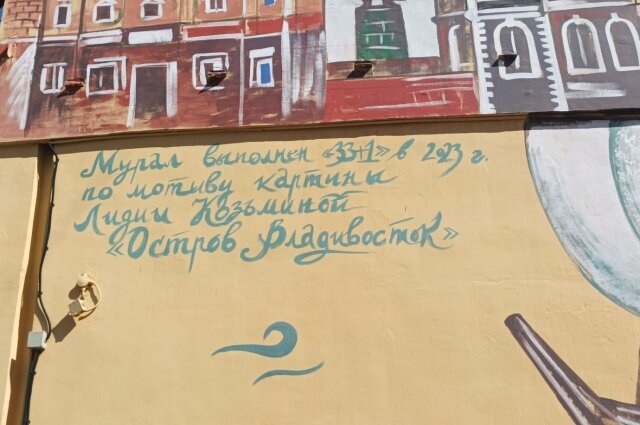 Мурал выполнен «33+1» в 2023 г.
по мотиву картины
Лидии Козьминой
«Остров Владивосток»